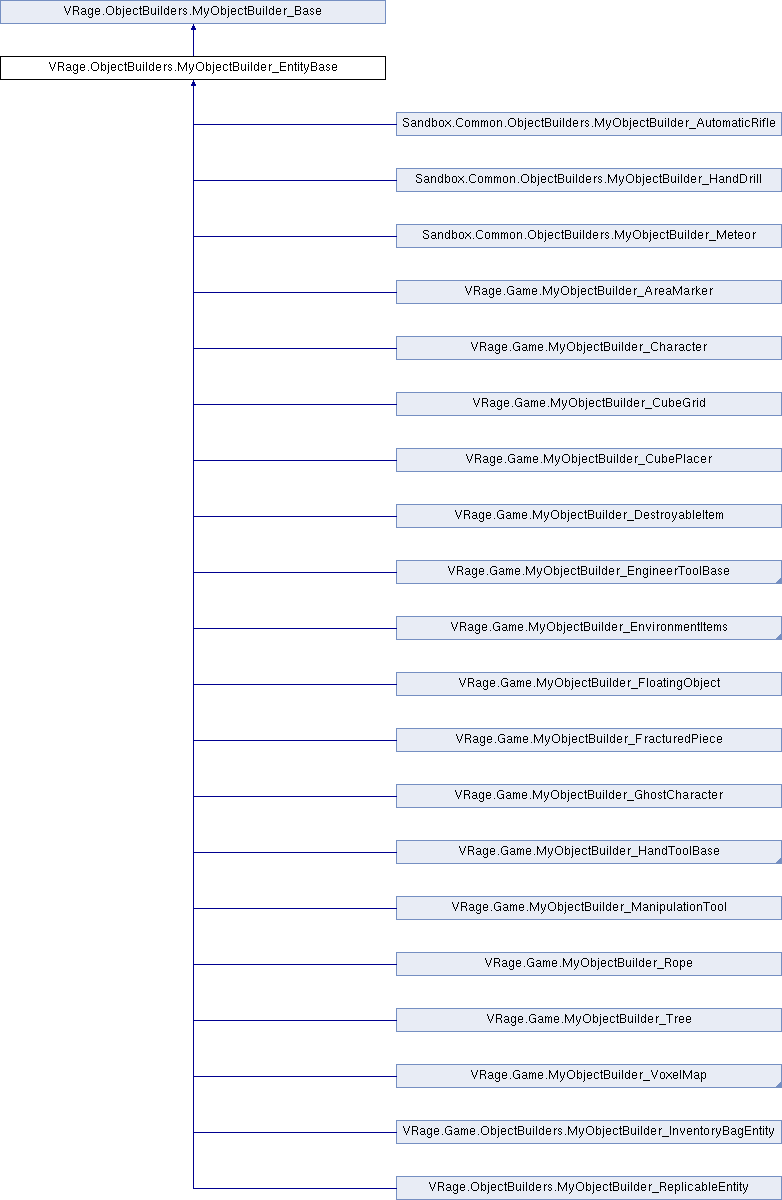 VRage.ObjectBuilders.MyObjectBuilder_Base
VRage.ObjectBuilders.MyObjectBuilder_EntityBase
Sandbox.Common.ObjectBuilders.MyObjectBuilder_AutomaticRifle
Sandbox.Common.ObjectBuilders.MyObjectBuilder_HandDrill
Sandbox.Common.ObjectBuilders.MyObjectBuilder_Meteor
VRage.Game.MyObjectBuilder_AreaMarker
VRage.Game.MyObjectBuilder_Character
VRage.Game.MyObjectBuilder_CubeGrid
VRage.Game.MyObjectBuilder_CubePlacer
VRage.Game.MyObjectBuilder_DestroyableItem
VRage.Game.MyObjectBuilder_EngineerToolBase
VRage.Game.MyObjectBuilder_EnvironmentItems
VRage.Game.MyObjectBuilder_FloatingObject
VRage.Game.MyObjectBuilder_FracturedPiece
VRage.Game.MyObjectBuilder_GhostCharacter
VRage.Game.MyObjectBuilder_HandToolBase
VRage.Game.MyObjectBuilder_ManipulationTool
VRage.Game.MyObjectBuilder_Rope
VRage.Game.MyObjectBuilder_Tree
VRage.Game.MyObjectBuilder_VoxelMap
VRage.Game.ObjectBuilders.MyObjectBuilder_InventoryBagEntity
VRage.ObjectBuilders.MyObjectBuilder_ReplicableEntity